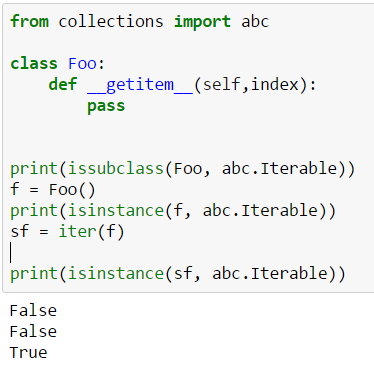 from collections import abc
class Foo:
    def __getitem__(self,index):
        pass
print(issubclass(Foo, abc.Iterable))
f = Foo()
print(isinstance(f, abc.Iterable))
sf = iter(f)
print(isinstance(sf, abc.Iterable))
False
False
True